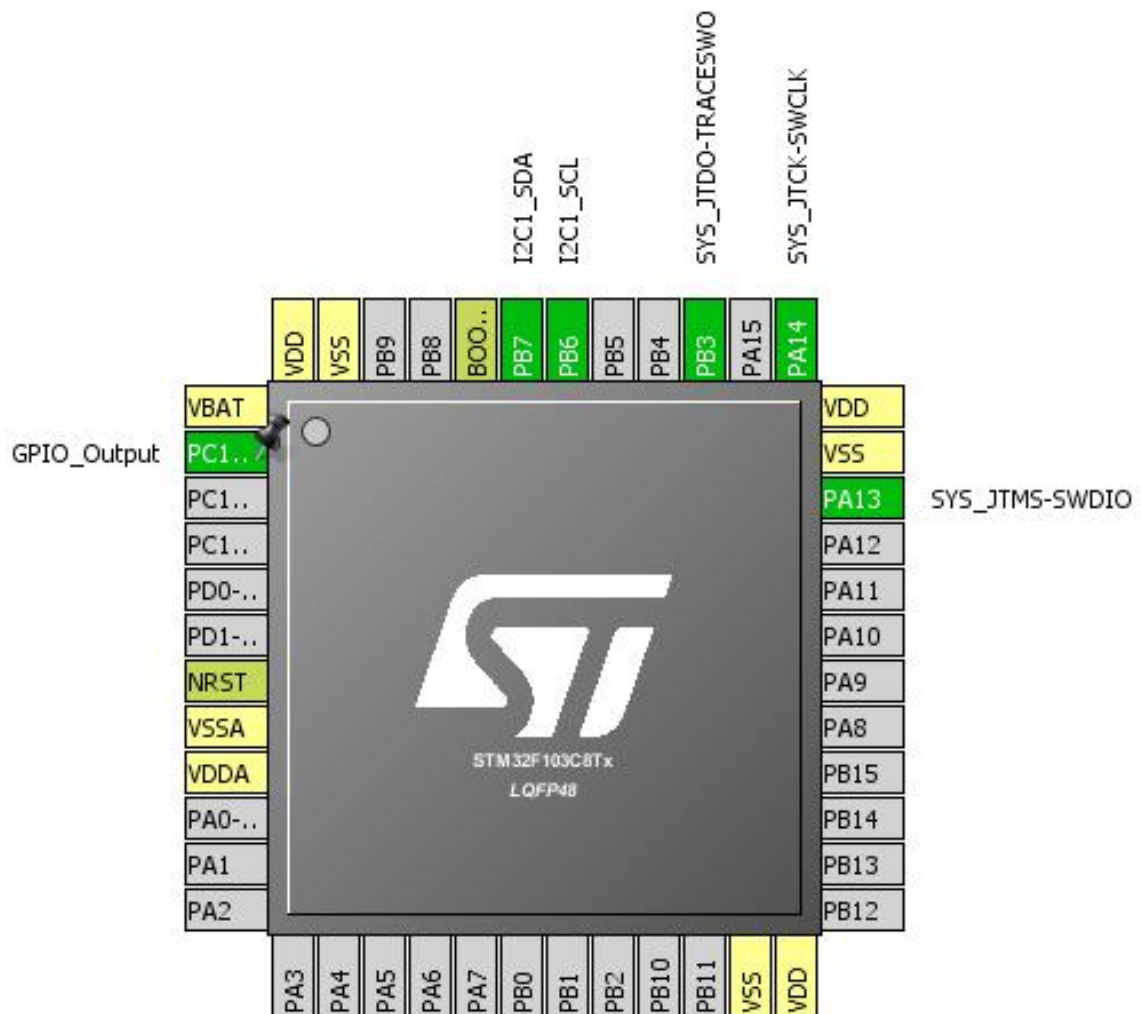 SYS_JTDO-TRACESWO
SYS_JTCK-SWCLK
I2C1_SDA
I2C1_SCL
VDD
VSS
PB9
PB8
BOO..
PB7
PB6
PB5
PB4
PB3
PA15
PA14
VBAT
GPIO_Output
PC1..
PC1..
PC1..
PD0-..
PD1-..
NRST
VSSA
VDDA
PA0-..
PA1
PA2
VDD
VSS
PA13
SYS_JTMS-SWDIO
PA12
PA11
PA10
PA9
PA8
PB15
PB14
PB13
PB12
ST
STM32F103C8Tx
LQFP48
PA3
PA4
PA5
PA6
PA7
PB0
PB1
PB2
PB10
PB11
VSS
VDD